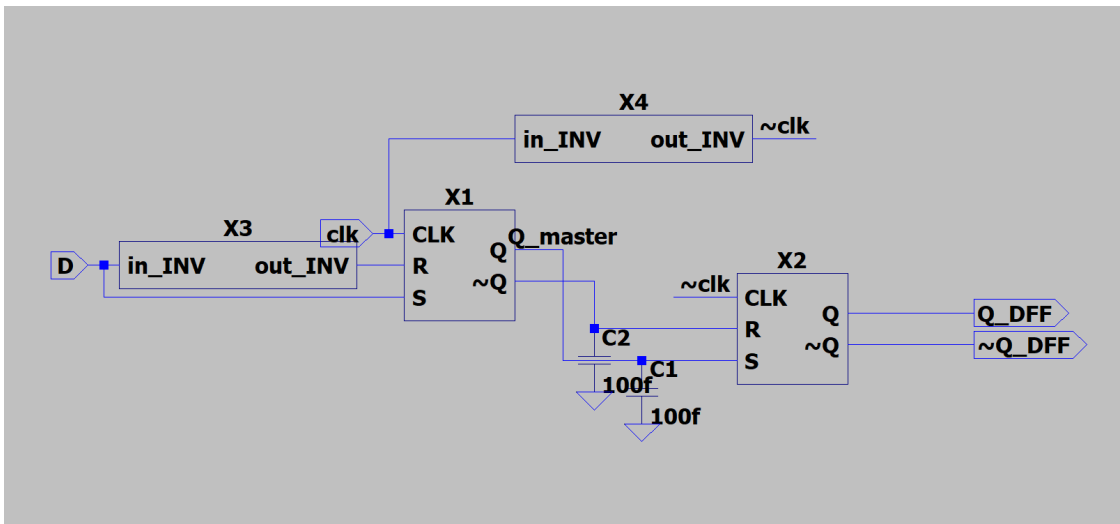 X4
in_INV out_INV ~clk
X1
X3 clk CLK Q Q_master
D in_INV out_INV R ~Q
S
X2
~clk CLK
Q Q_DFF
R ~Q ~Q_DFF
S
C2
100f
C1
100f